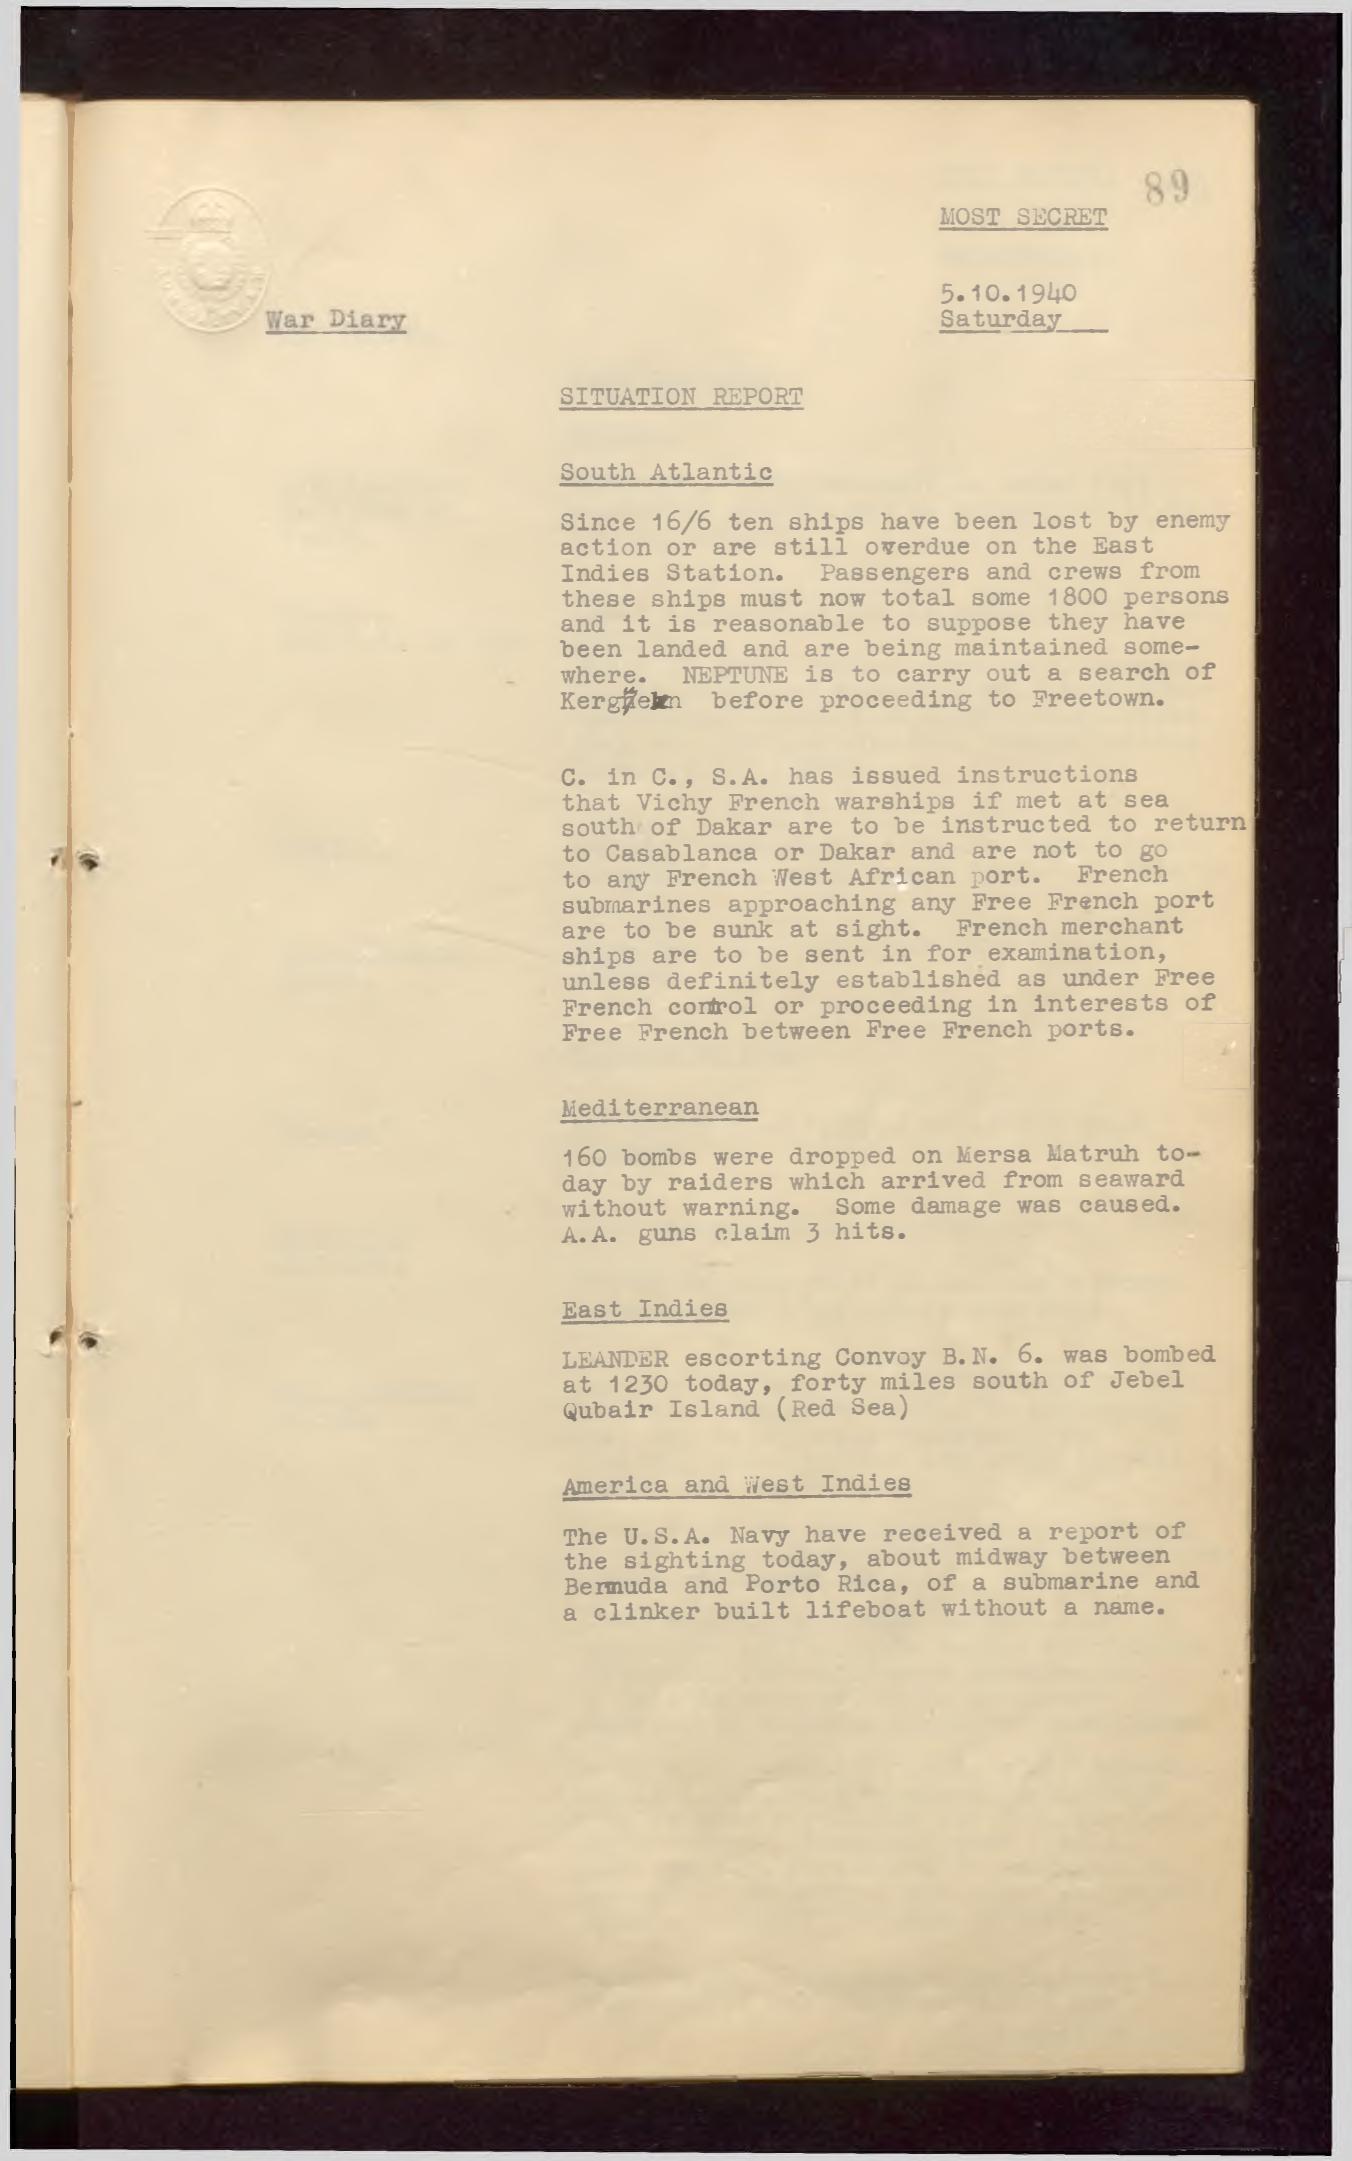 89
MOST SECRET
5.10.1940
Saturday
War Diary
SITUATION REPORT
South Atlantic
Since 16/6 ten ships have been lost by enemy
action or are still overdue on the East
Indies Station. Passengers and crews from
these ships must now total some 1800 persons
and it is reasonable to suppose they have
been landed and are being maintained some-
where. NEPTUNE is to carry out a search of
before proceeding to Freetown.
C. in C., S.A. has issued instructions
that Vichy French warships if met at sea
south of Dakar are to be instructed to return
to Casablanca or Dakar and are not to go
to any French West African port. French
submarines approaching any Free French port
are to be sunk at sight. French merchant
ships are to be sent in for examination,
unless definitely established as under Free
French control or proceeding in interests of
Free French between Free French ports.
Mediterranean
160 bombs were dropped on Mersa Matruh to-
day by raiders which arrived from seaward
without warning. Some damage was caused.
A.A. guns claim 3 hits.
East Indies
LEANDER escorting Convoy B.N. 6. was bombed
at 1230 today, forty miles south of Jebel
Qubair Island (Red Sea)
America and West Indies
The U.S.A. Navy have received a report of
the sighting today, about midway between
Bermuda and Porto Rica, of a submarine and
a clinker built lifeboat without a name.